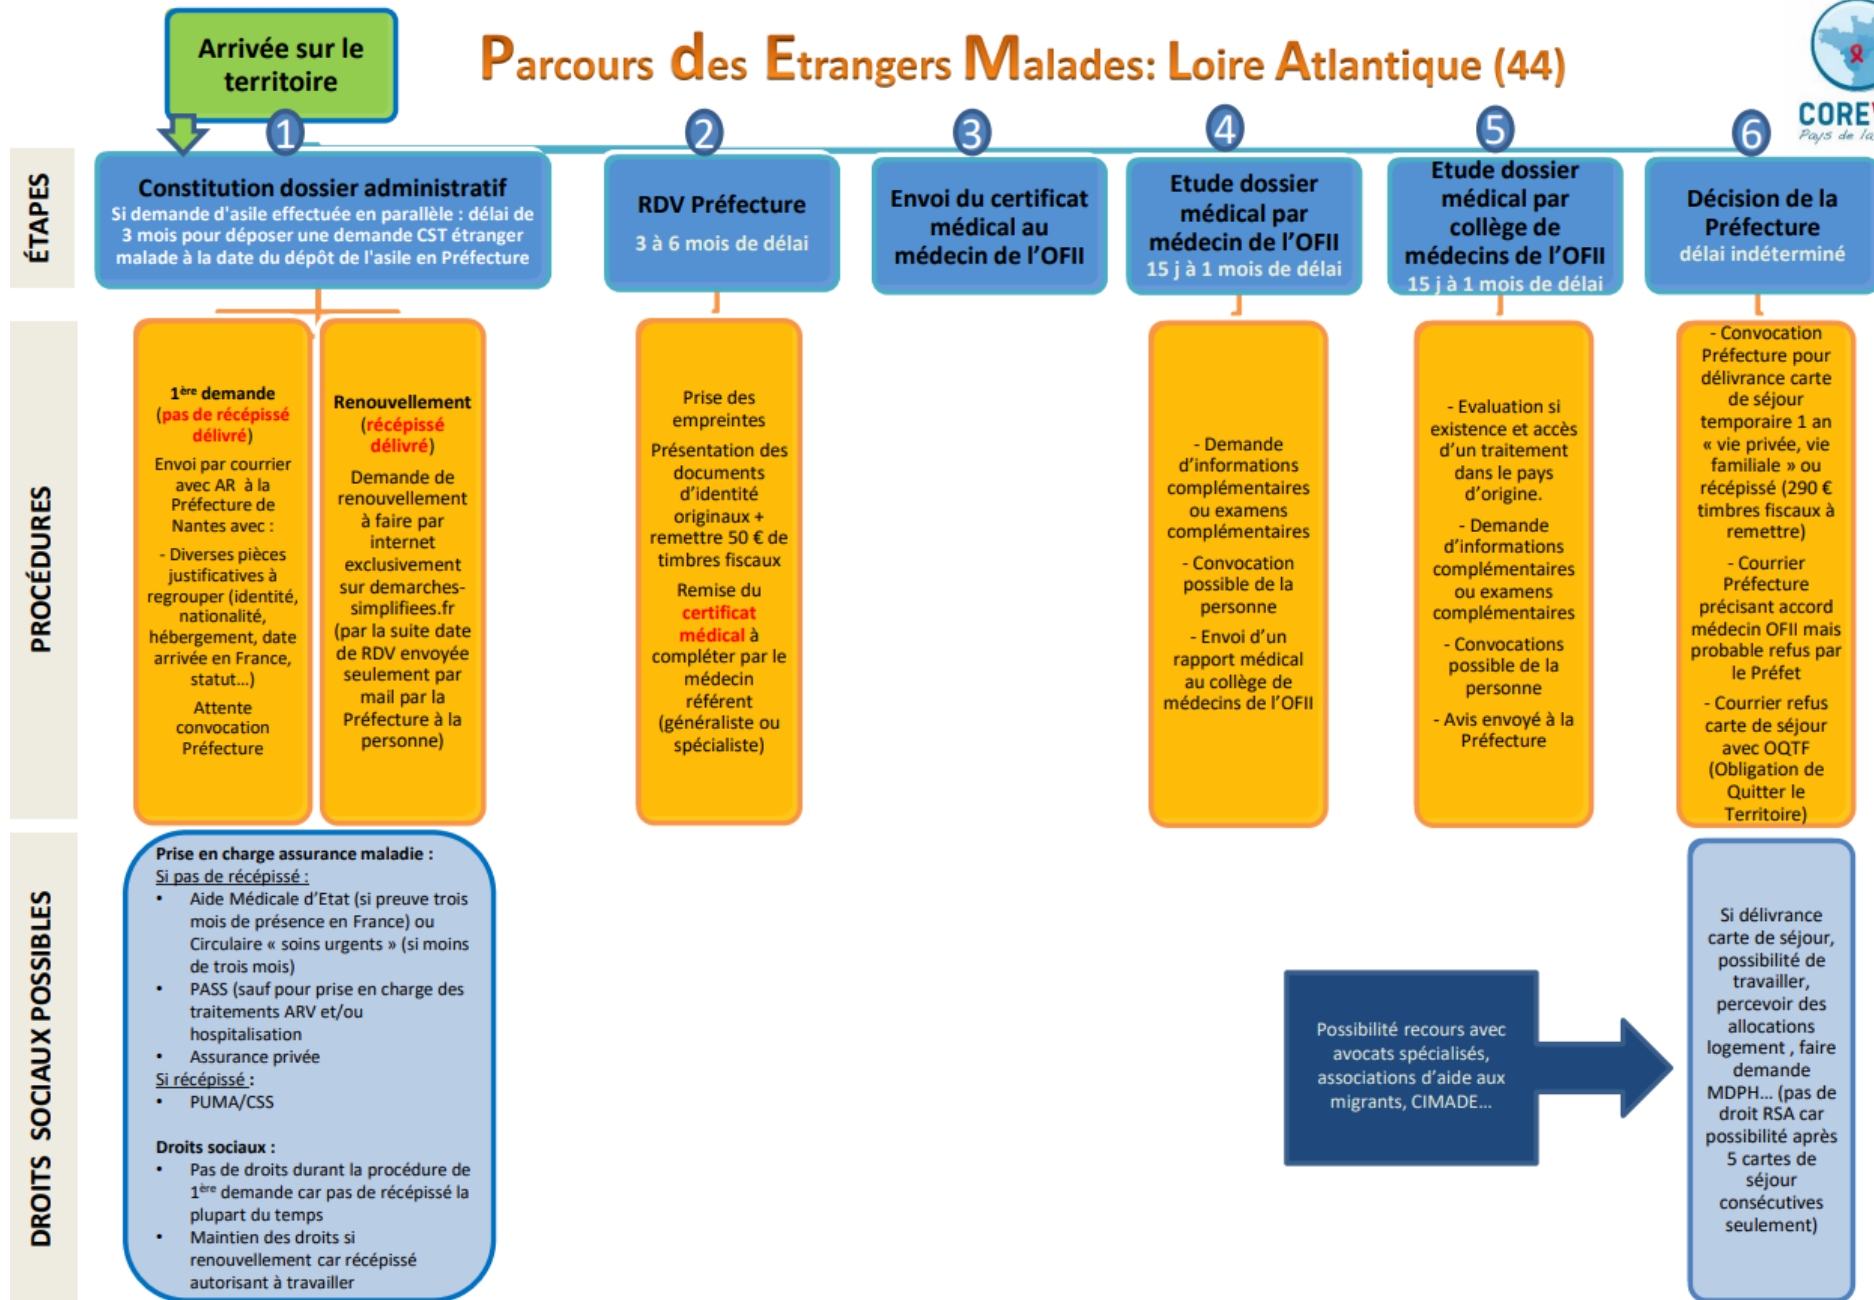 Arrivée sur le
territoire
Parcours des Etrangers Malades: Loire Atlantique (44)
Pays de la
ÉTAPES
1
Constitution dossier administratif
Si demande d'asile effectuée en parallèle : délai de
3 mois pour déposer une demande CST étranger
malade à la date du dépôt de l'asile en Préfecture
2
RDV Préfecture
3 à 6 mois de délai
3
Envoi du certificat
médical au
médecin de l'OFII
4
Etude dossier
médical par
médecin de l'OFII
15 j à 1 mois de délai
5
Etude dossier
médical par
collège de
médecins de l'OFII
15 j à 1 mois de délai
6
Décision de la
Préfecture
délai indéterminé
PROCÉDURES
1ère demande
(pas de récépissé
délivré)
Envoi par courrier
avec AR à la
Préfecture de
Nantes avec :
- Diverses pièces
justificatives à
regrouper (identité,
nationalité,
hébergement, date
arrivée en France,
statut...)
Attente
convocation
Préfecture
Renouvellement
(récépissé
délivré)
Demande de
renouvellement
à faire par
internet
exclusivement
sur demarches-
simplifiees.fr
(par la suite date
de RDV envoyée
seulement par
mail par la
Préfecture à la
personne)
Prise des
empreintes
Présentation des
documents
d'identité
originaux +
remettre 50 € de
timbres fiscaux
Remise du
certificat
médical à
compléter par le
médecin
référent
(généraliste ou
spécialiste)
- Demande
d'informations
complémentaires
ou examens
complémentaires
- Convocation
possible de la
personne
- Envoi d'un
rapport médical
au collège de
médecins de l'OFII
- Evaluation si
existence et accès
d'un traitement
dans le pays
d'origine.
- Demande
d'informations
complémentaires
ou examens
complémentaires
- Convocations
possible de la
personne
- Avis envoyé à la
Préfecture
- Convocation
Préfecture pour
délivrance carte
de séjour
temporaire 1 an
« vie privée, vie
familiale » ou
récépissé (290 €
timbres fiscaux à
remettre)
- Courrier
Préfecture
précisant accord
médecin OFII mais
probable refus par
le Préfet
- Courrier refus
carte de séjour
avec OQTF
(Obligation de
Quitter le
Territoire)
DROITS SOCIAUX POSSIBLES
Prise en charge assurance maladie :
Si pas de récépissé :
• Aide Médicale d'Etat (si preuve trois
mois de présence en France) ou
Circulaire « soins urgents » (si moins
de trois mois)
• PASS (sauf pour prise en charge des
traitements ARV et/ou
hospitalisation
• Assurance privée
Si récépissé :
• PUMA/CSS
Droits sociaux :
• Pas de droits durant la procédure de
1ère demande car pas de récépissé la
plupart du temps
• Maintien des droits si
renouvellement car récépissé
autorisant à travailler
Possibilité recours avec
avocats spécialisés,
associations d'aide aux
migrants, CIMADE...
Si délivrance
carte de séjour,
possibilité de
travailler,
percevoir des
allocations
logement , faire
demande
MDPH... (pas de
droit RSA car
possibilité après
5 cartes de
séjour
consécutives
seulement)